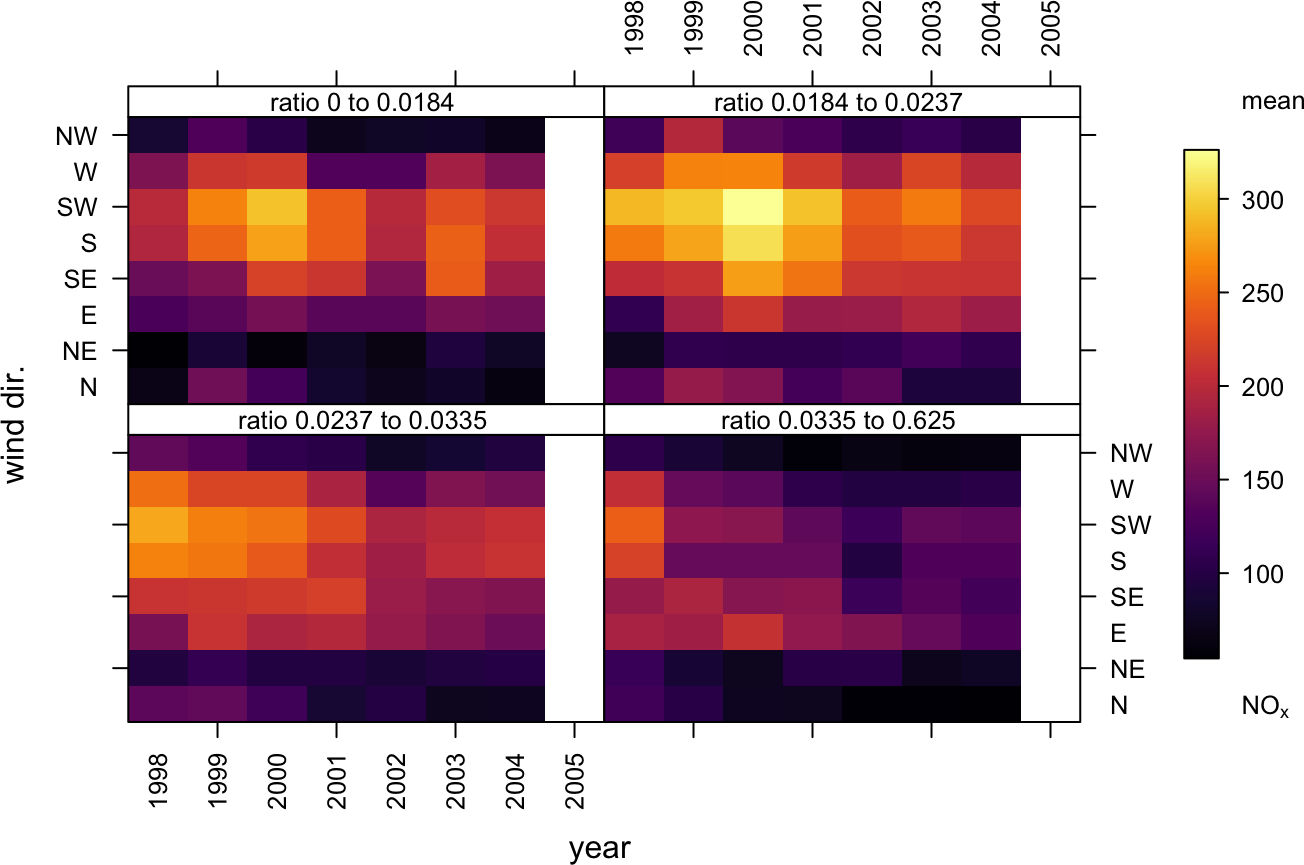 1998 1999 2000 2001 2002 2003 2004 2005
ratio 0 to 0.0184
ratio 0.0184 to 0.0237
mean
NW
W
SW
S
SE
E
NE
N
300
250
200
150
100
wind dir.
ratio 0.0237 to 0.0335
ratio 0.0335 to 0.625
NW
W
SW
S
SE
E
NE
N
NOₓ
1998 1999 2000 2001 2002 2003 2004 2005
year